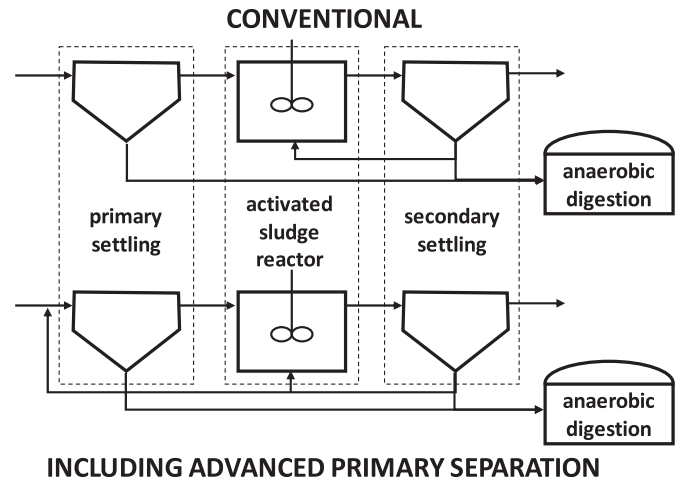 CONVENTIONAL
anaerobic
digestion
primary
settling
activated
sludge
reactor
secondary
settling
anaerobic
digestion
INCLUDING ADVANCED PRIMARY SEPARATION